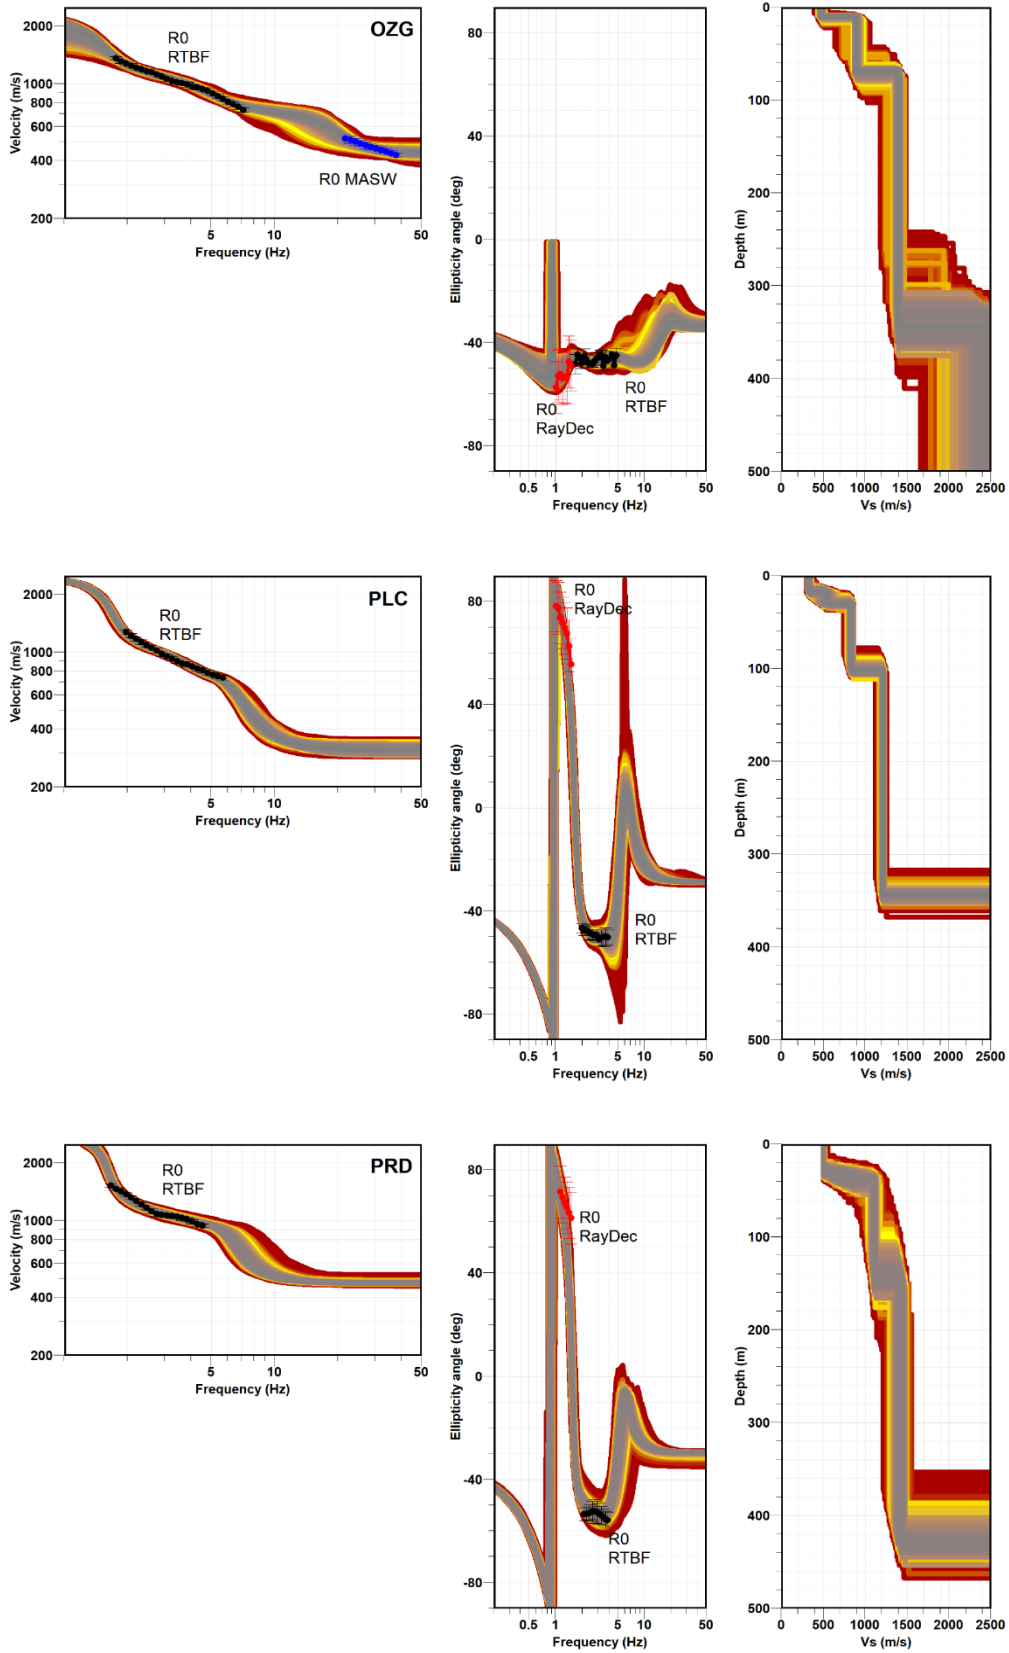 OZG
R0
RTBF
R0 MASW
2000
1000
800
600
400
200
5
10
50
Velocity (m/s)
Frequency (Hz)
80
40
0
-40
-80
R0
RayDec
R0
RTBF
0.5
1
5
10
50
Ellipticity angle (deg)
Frequency (Hz)
0
100
200
300
400
500
0
500
1000
1500
2000
2500
Depth (m)
Vs (m/s)
PLC
R0
RTBF
2000
1000
800
600
400
200
5
10
50
Velocity (m/s)
Frequency (Hz)
R0
RayDec
80
40
0
-40
-80
R0
RTBF
0.5
1
5
10
50
Ellipticity angle (deg)
Frequency (Hz)
0
100
200
300
400
500
0
500
1000
1500
2000
2500
Depth (m)
Vs (m/s)
PRD
R0
RTBF
2000
1000
800
600
400
200
5
10
50
Velocity (m/s)
Frequency (Hz)
80
40
0
-40
-80
R0
RayDec
R0
RTBF
0.5
1
5
10
50
Ellipticity angle (deg)
Frequency (Hz)
0
100
200
300
400
500
0
500
1000
1500
2000
2500
Depth (m)
Vs (m/s)